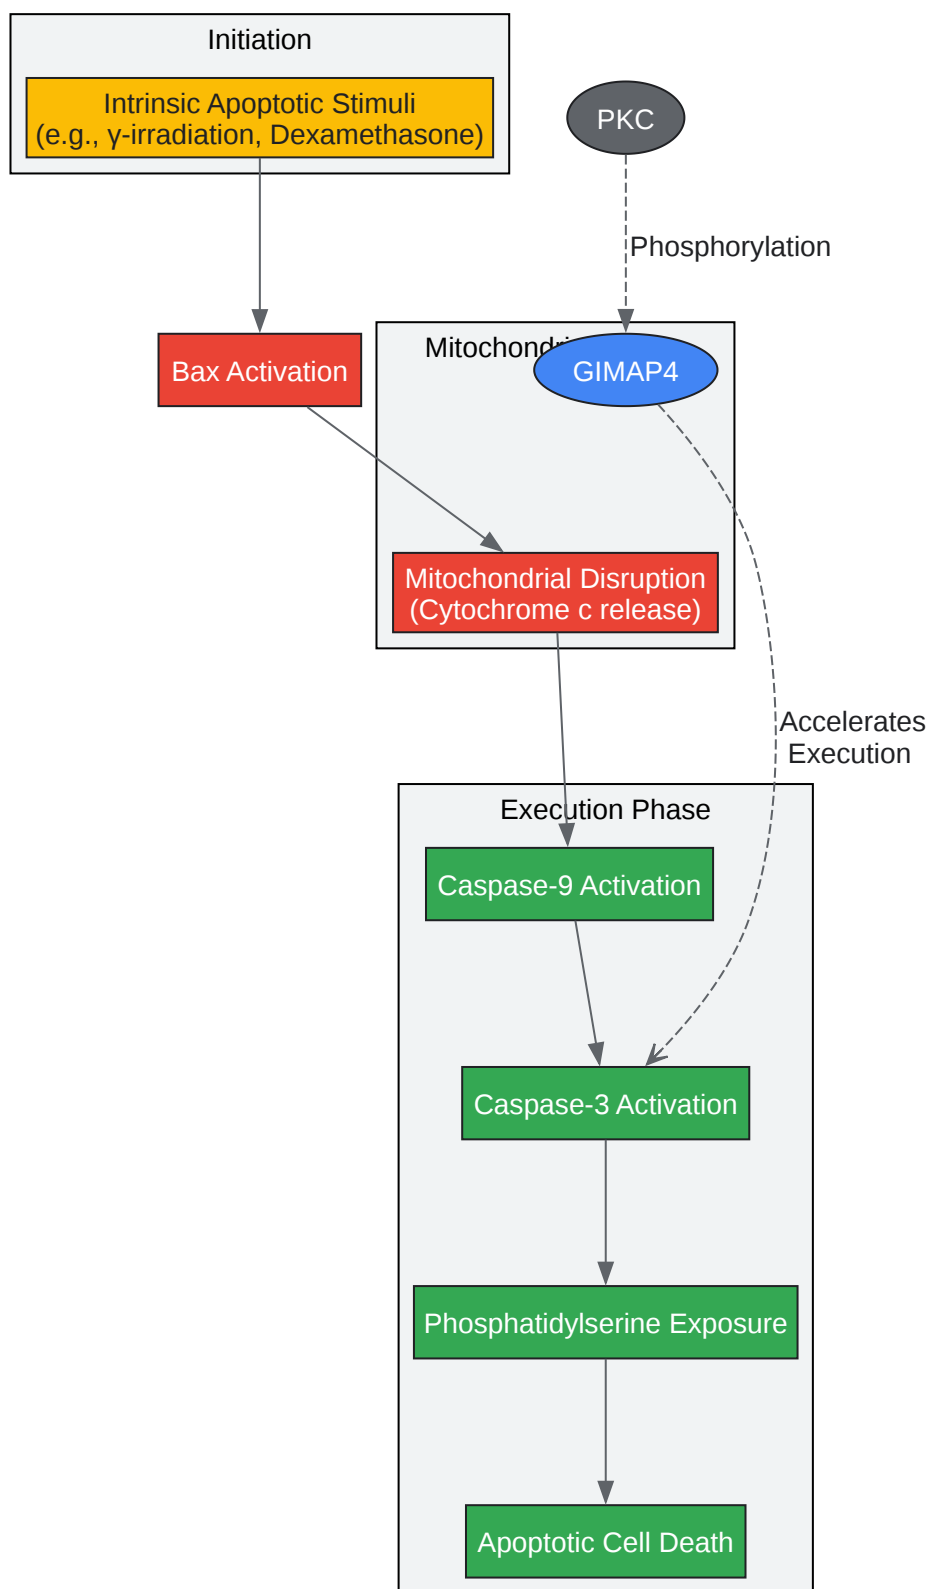 Initiation
Intrinsic Apoptotic Stimuli
(e.g., γ-irradiation, Dexamethasone)
PKC
Phosphorylation
Bax Activation
GIMAP4
Mitochondrial Disruption
(Cytochrome c release)
Accelerates
Execution
Execution Phase
Caspase-9 Activation
Caspase-3 Activation
Phosphatidylserine Exposure
Apoptotic Cell Death